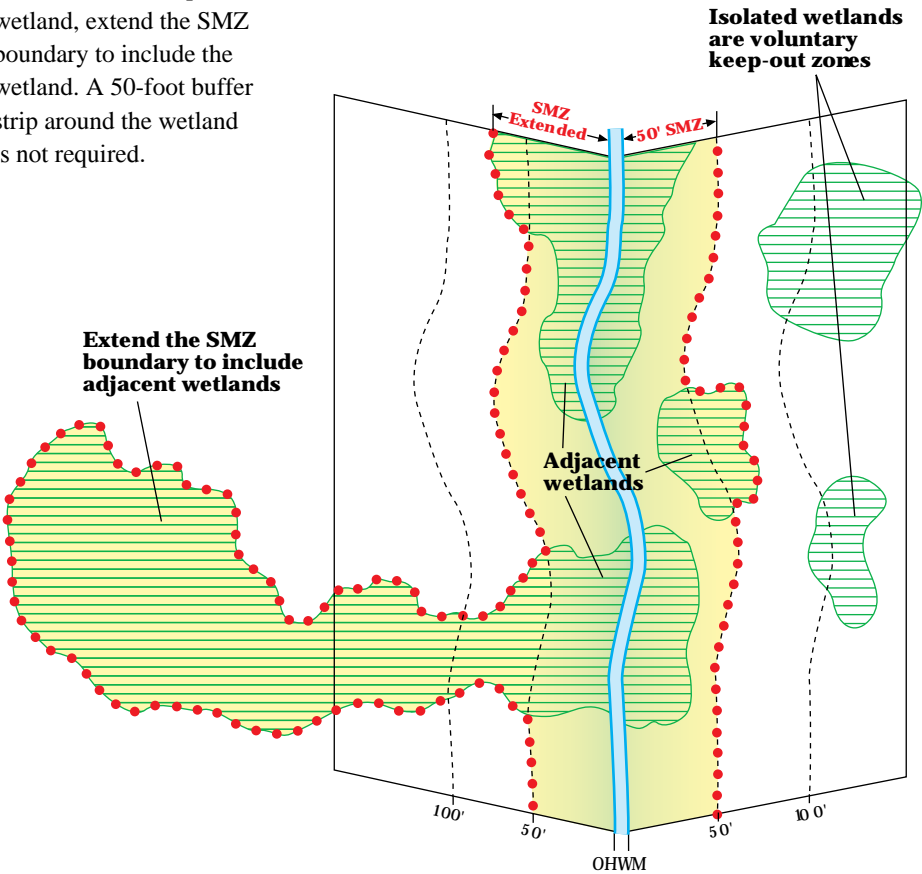 wetland, extend the SMZ
boundary to include the
wetland. A 50-foot buffer
strip around the wetland
is not required.
Isolated wetlands
are voluntary
keep-out zones
SMZ
Extended
50' SMZ
Extend the SMZ
boundary to include
adjacent wetlands
Adjacent
wetlands
100'
50'
50'
100'
OHWM